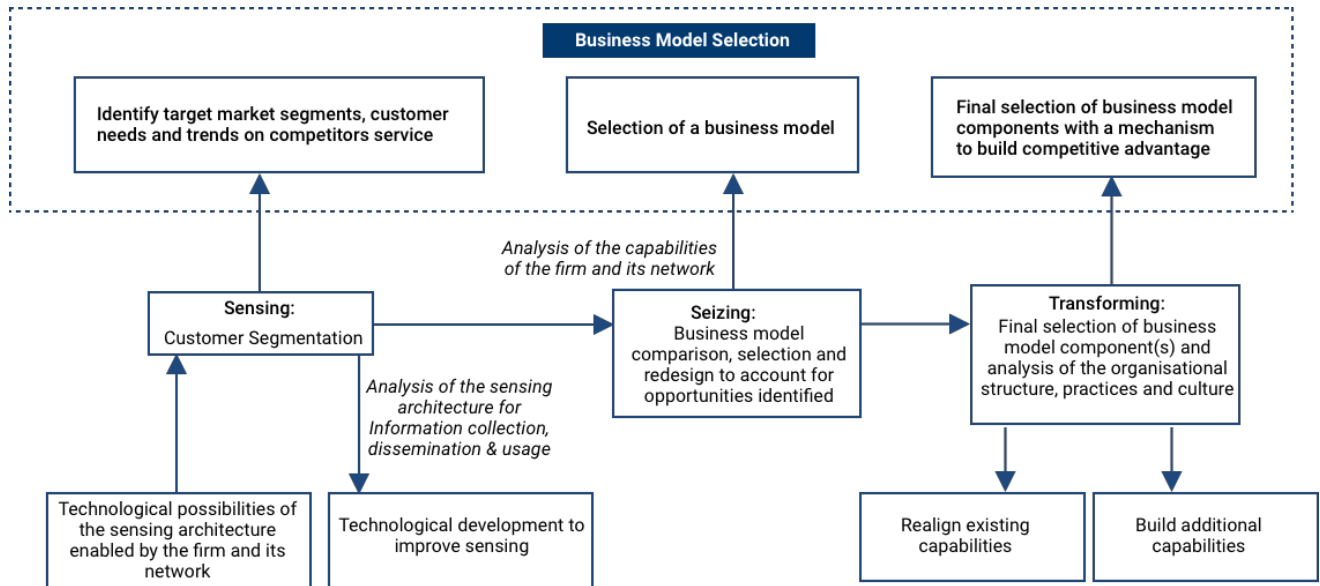 Business Model Selection
Identify target market segments, customer
needs and trends on competitors service
Selection of a business model
Final selection of business model
components with a mechanism
to build competitive advantage
Analysis of the capabilities
of the firm and its network
Sensing:
Customer Segmentation
Seizing:
Business model
comparison, selection and
redesign to account for
opportunities identified
Transforming:
Final selection of business
model component(s) and
analysis of the organisational
structure, practices and culture
Analysis of the sensing
architecture for
Information collection,
dissemination & usage
Technological possibilities of
the sensing architecture
enabled by the firm and its
network
Technological development to
improve sensing
Realign existing
capabilities
Build additional
capabilities